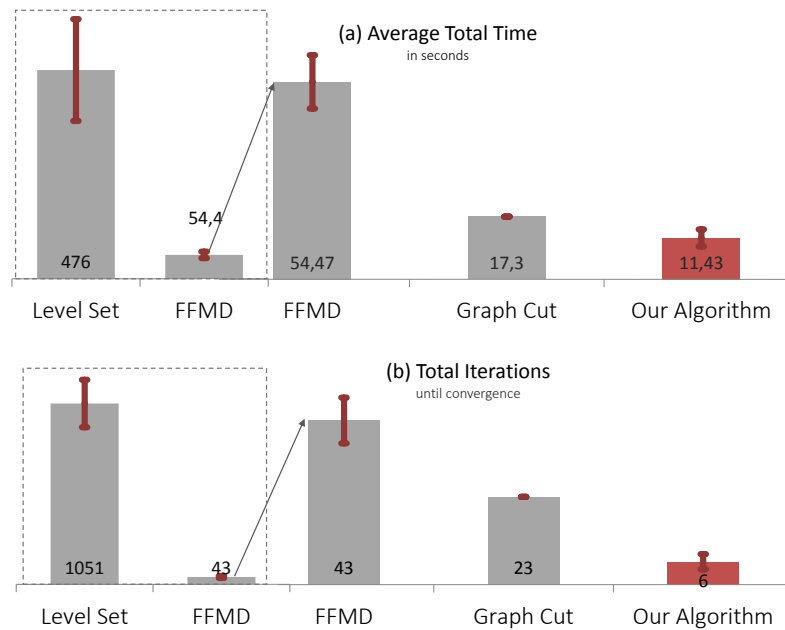 (a) Average Total Time
in seconds
54,4
476
54,47
17,3
11,43
Level Set FFMD FFMD Graph Cut Our Algorithm
(b) Total Iterations
until convergence
1051 43 43 23 6
Level Set FFMD FFMD Graph Cut Our Algorithm